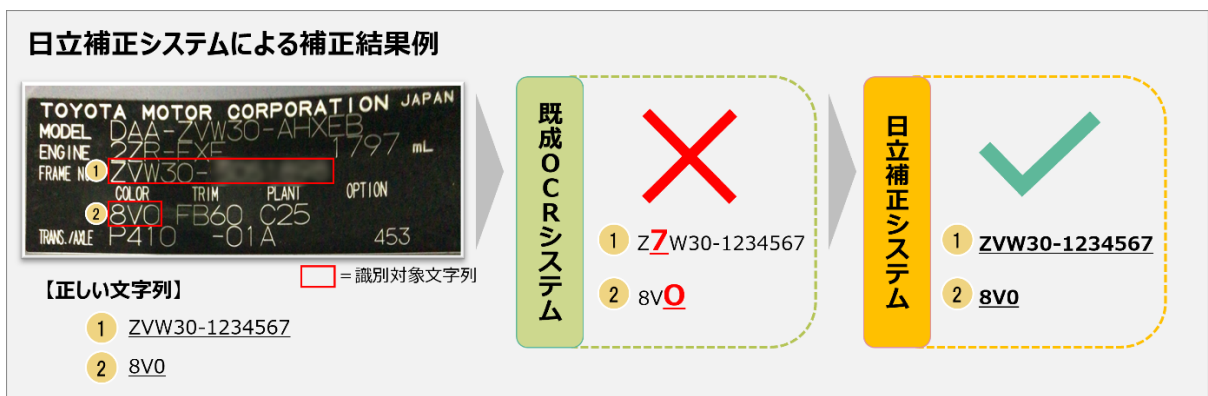 日立補正システムによる補正結果例
TOYOTA MOTOR CORPORATION JAPAN
MODEL DAA-ZVW30-AHXEB
ENGINE 2ZR-FXE 1797 mL
FRAME NO. ① ZVW30-
COLOR TRIM PLANT OPTION
② 8V0 FB60 C25
TRANS./AXLE P410 -01A 453
=識別対象文字列
【正しい文字列】
① ZVW30-1234567
② 8V0
既成OCRシステム
① Z7W30-1234567
② 8VO
日立補正システム
① ZVW30-1234567
② 8V0